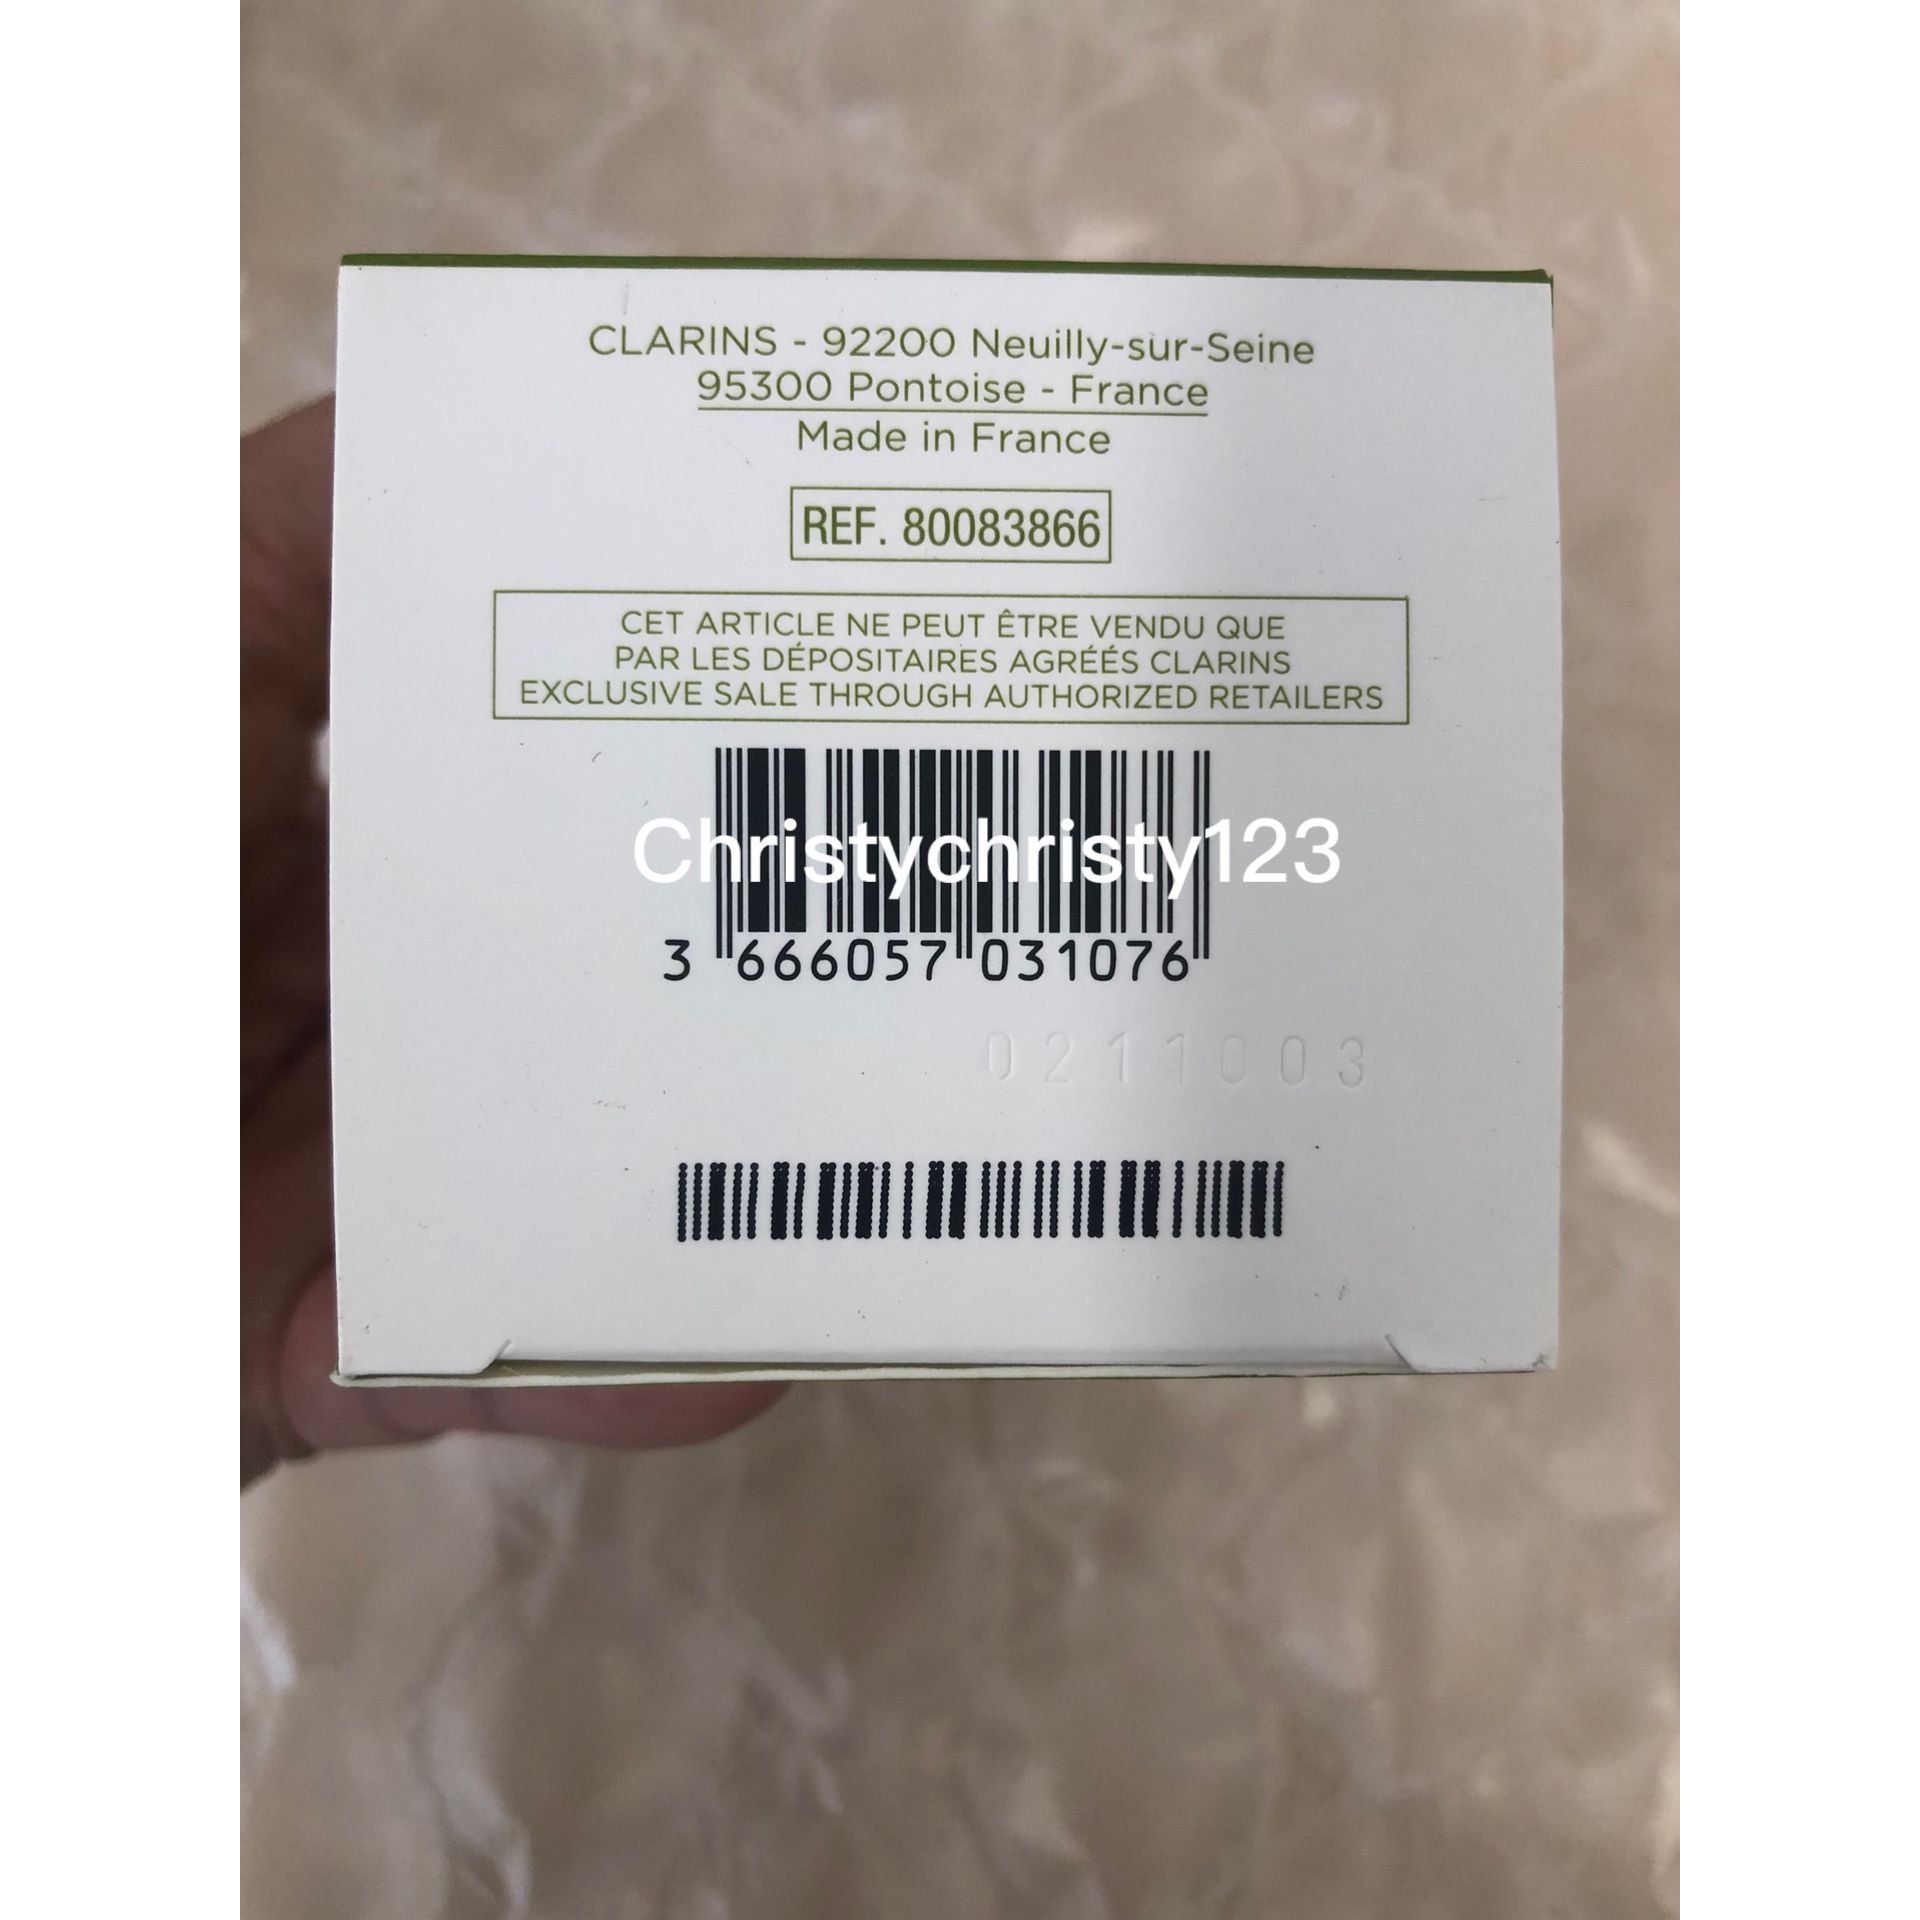 CLARINS - 92200 Neuilly-sur-Seine
95300 Pontoise - France
Made in France
REF. 80083866
CET ARTICLE NE PEUT ÊTRE VENDU QUE
PAR LES DÉPOSITAIRES AGRÉÉS CLARINS
EXCLUSIVE SALE THROUGH AUTHORIZED RETAILERS
Christychristy123
3 666057 031076
0211003